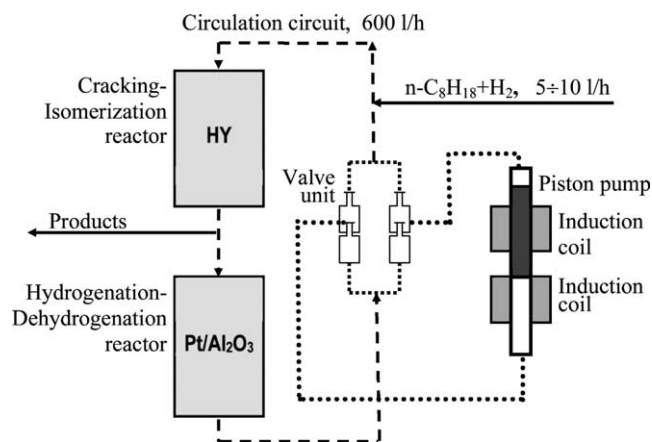 Circulation circuit, 600 l/h
n-C₈H₁₈+H₂, 5÷10 l/h
Cracking-
Isomerization
reactor
HY
Valve
unit
Piston pump
Induction
coil
Products
Induction
coil
Hydrogenation-
Dehydrogenation
reactor
Pt/Al₂O₃